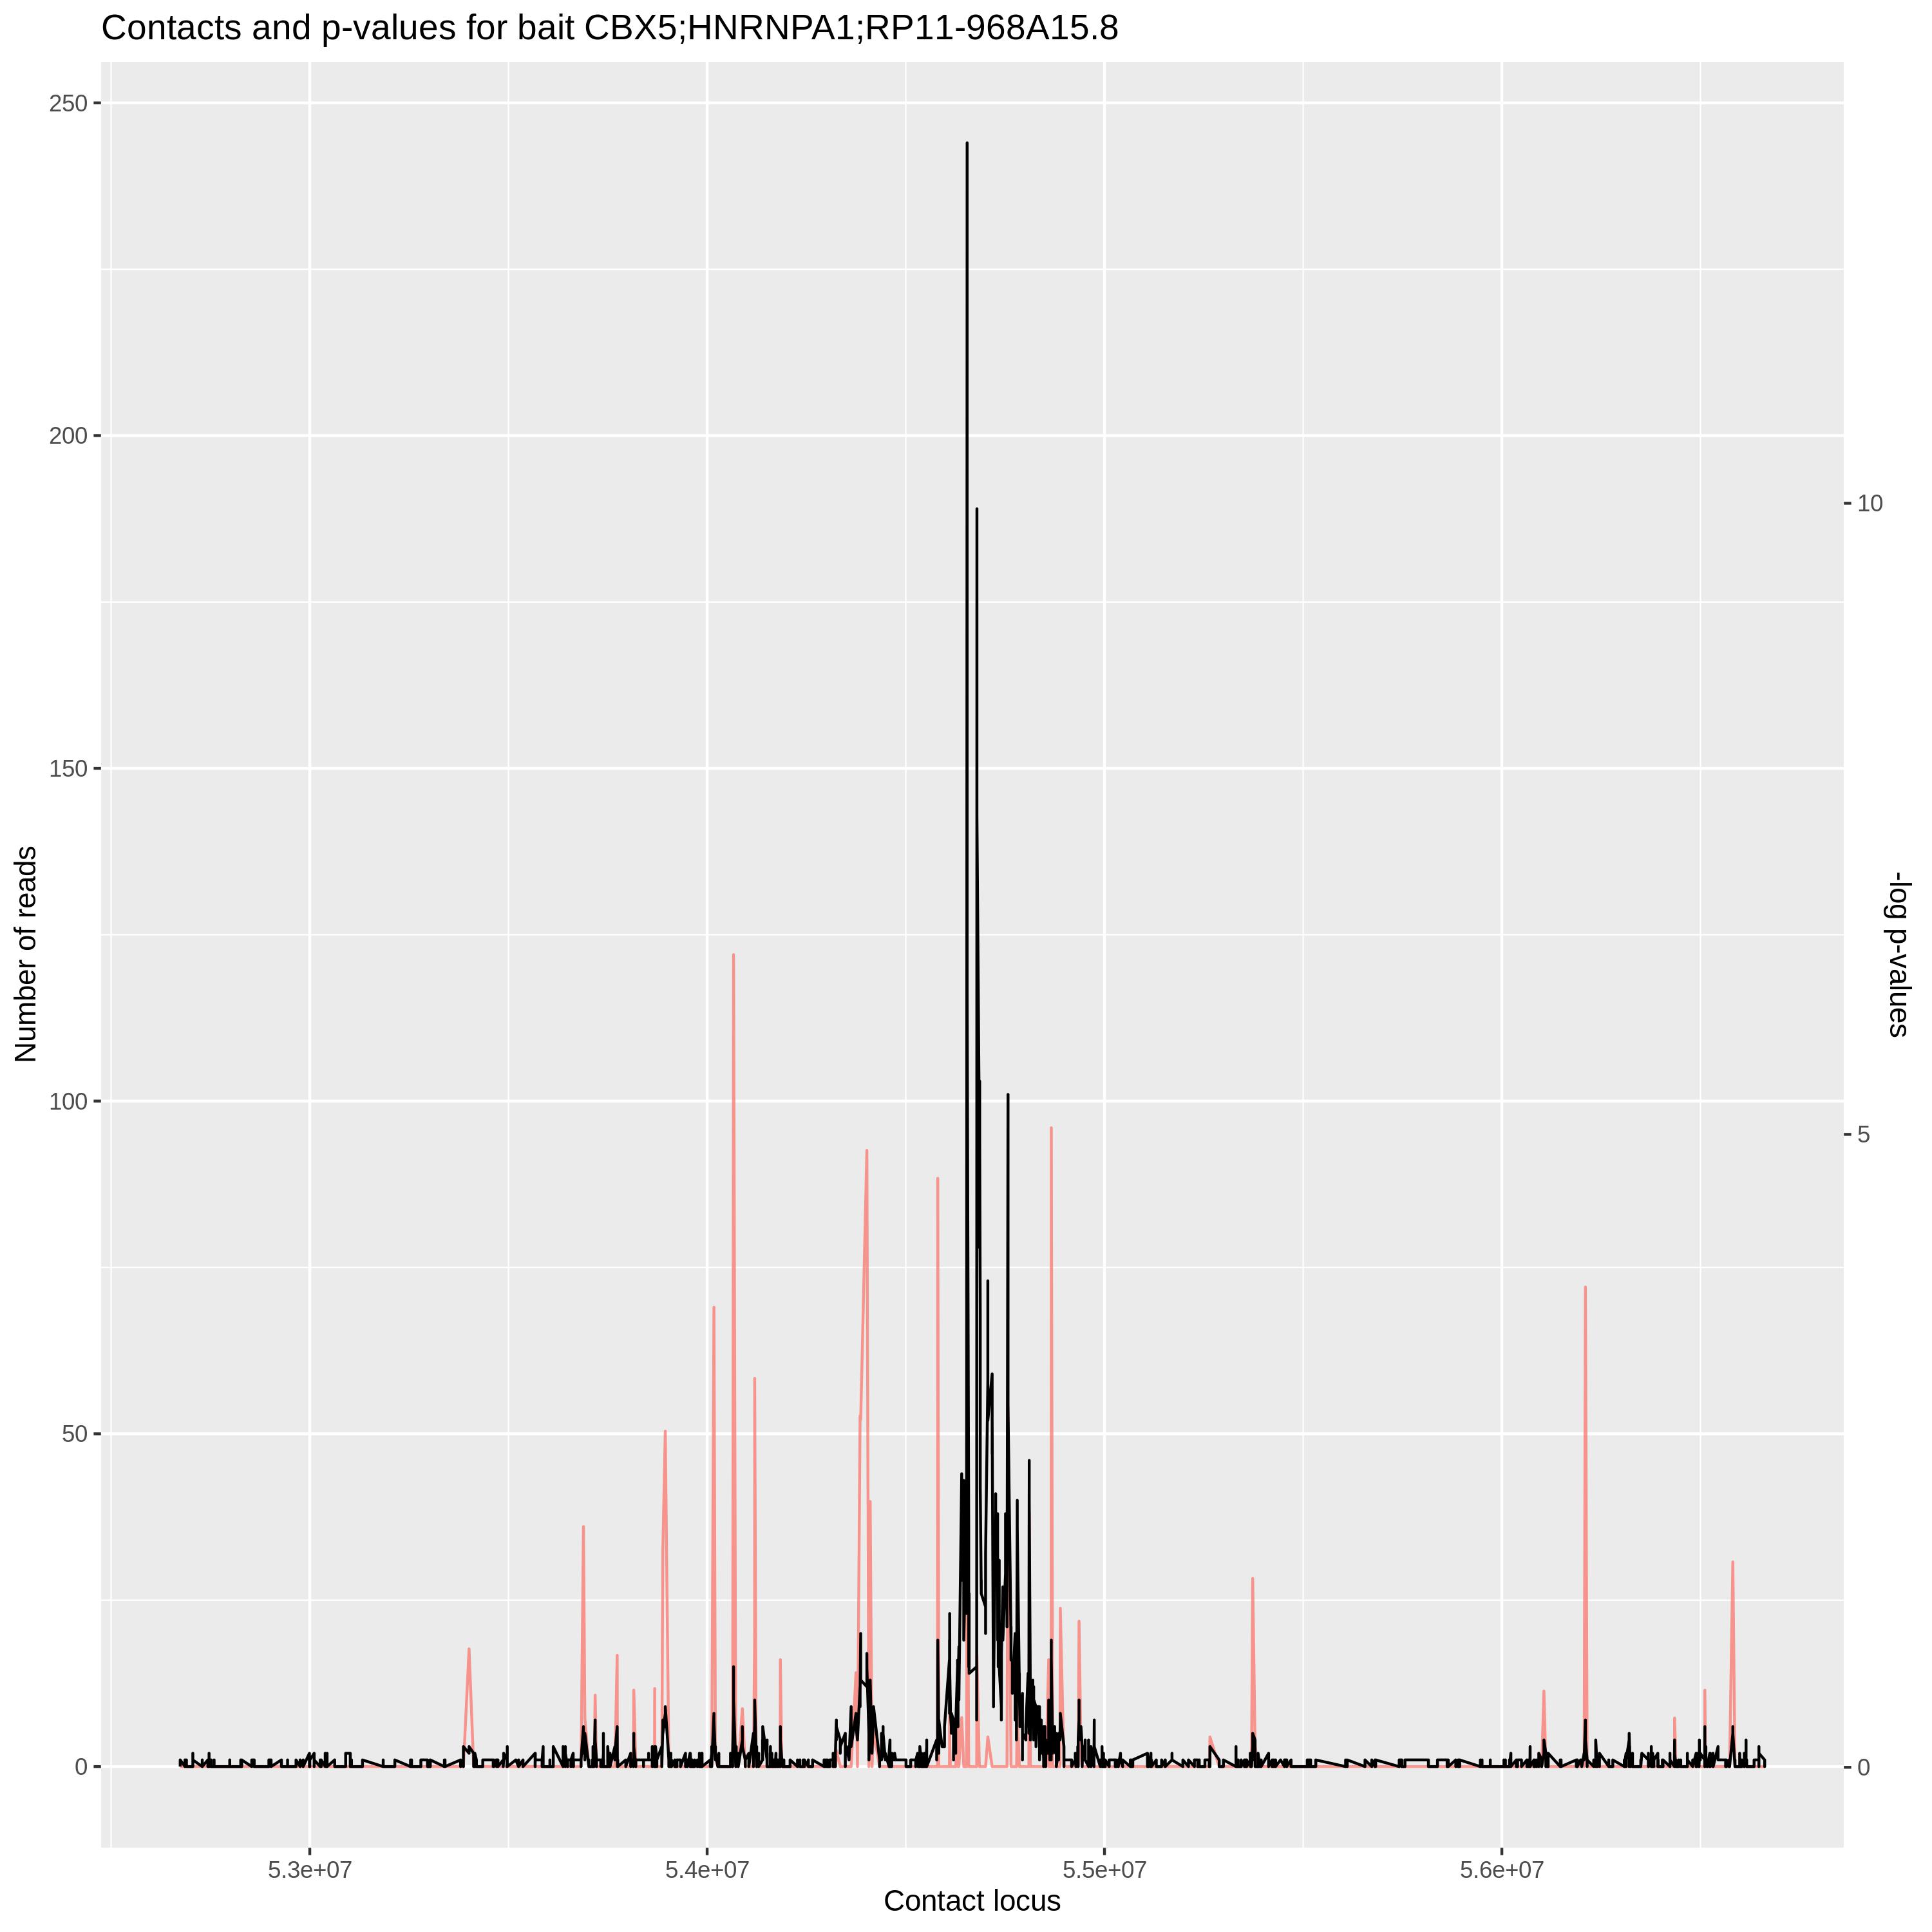 Contacts and p-values for bait CBX5;HNRNPA1;RP11-968A15.8
250
200
150
100
50
0
Number of reads
10
5
0
-log p-values
5.3e+07 5.4e+07 5.5e+07 5.6e+07
Contact locus